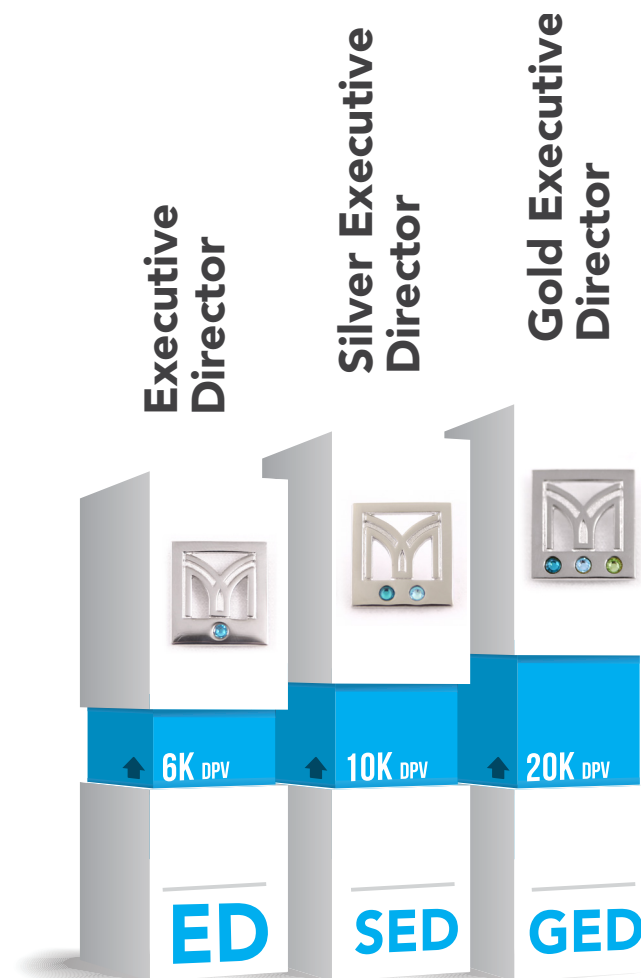 Executive
Director
Silver Executive
Director
Gold Executive
Director
6K DPV
10K DPV
20K DPV
ED
SED
GED